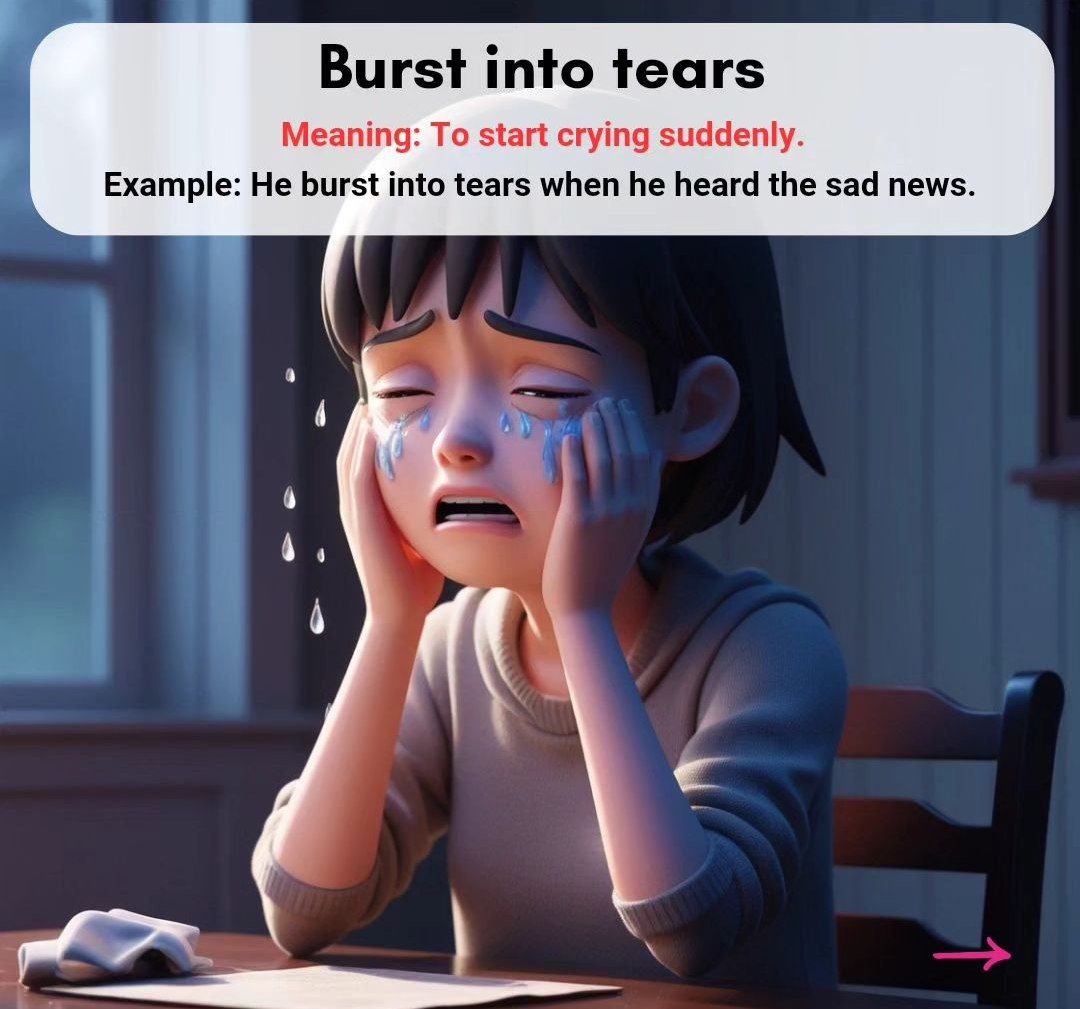 Burst into tears
Meaning: To start crying suddenly.
Example: He burst into tears when he heard the sad news.